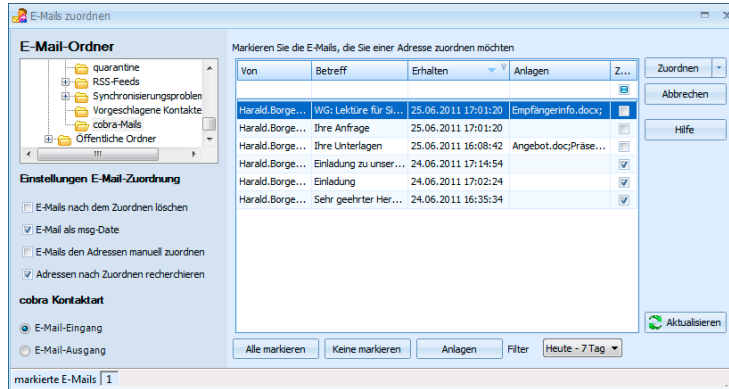 E-Mails zuordnen
E-Mail-Ordner
quarantine
RSS-Feeds
Synchronisierungsproblen
Vorgeschlagene Kontakte
cobra-Mails
Öffentliche Ordner
Einstellungen E-Mail-Zuordnung
E-Mails nach dem Zuordnen löschen
E-Mail als msg-Date
E-Mails den Adressen manuell zuordnen
Adressen nach Zuordnen recherchieren
cobra Kontaktart
E-Mail-Eingang
E-Mail-Ausgang
Markieren Sie die E-Mails, die Sie einer Adresse zuordnen möchten
Von Betreff Erhalten Anlagen Z...
Harald.Borge... WG: Lektüre für Si... 25.06.2011 17:01:20 Empfängerinfo.docx;
Harald.Borge... Ihre Anfrage 25.06.2011 17:01:20
Harald.Borge... Ihre Unterlagen 25.06.2011 16:08:42 Angebot.doc;Präse...
Harald.Borge... Einladung zu unser... 24.06.2011 17:14:54
Harald.Borge... Einladung 24.06.2011 17:02:24
Harald.Borge... Sehr geehrter Her... 24.06.2011 16:35:34
Alle markieren Keine markieren Anlagen Filter Heute - 7 Tag
Zuordnen
Abbrechen
Hilfe
Aktualisieren
markierte E-Mails 1